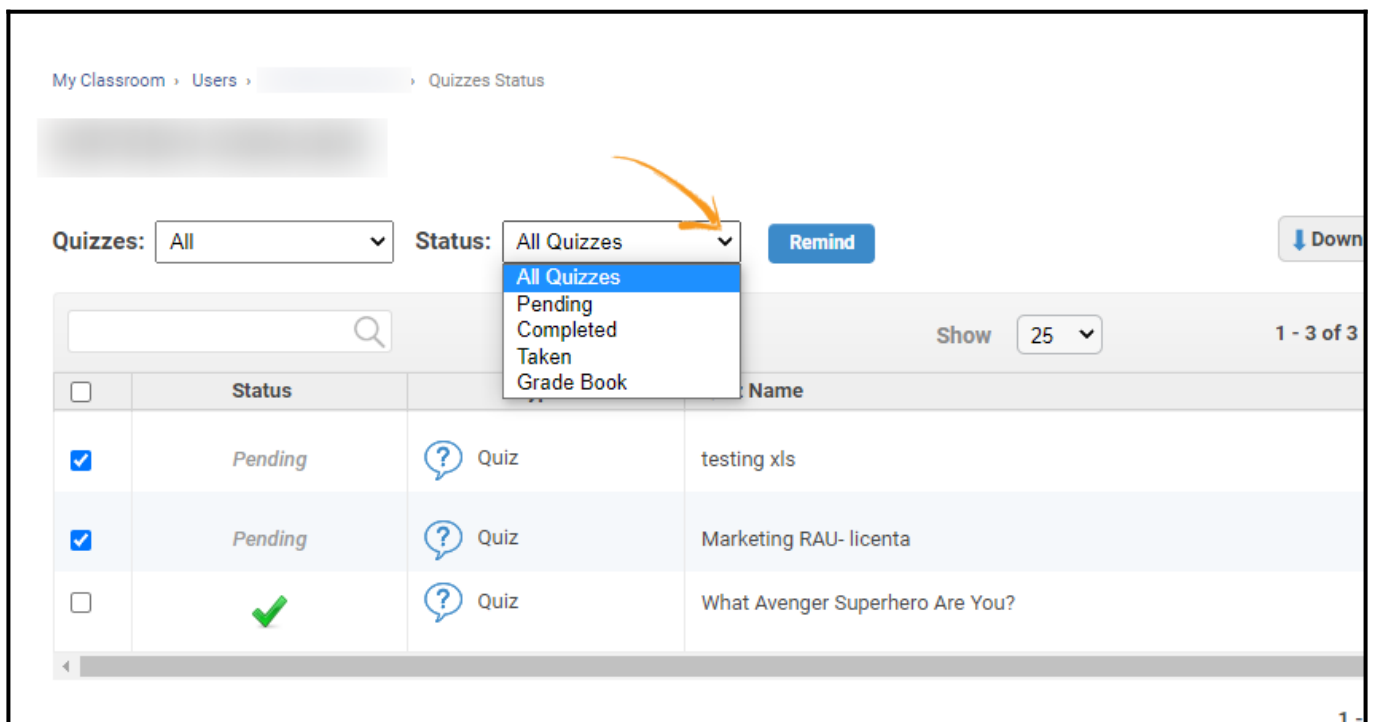 My Classroom › Users › › Quizzes Status
Quizzes: All Status: All Quizzes Remind Down
All Quizzes
Pending
Completed
Taken
Grade Book
Show 25 1 - 3 of 3
Status Name
Pending ? Quiz testing xls
Pending ? Quiz Marketing RAU- licenta
? Quiz What Avenger Superhero Are You?
1 -